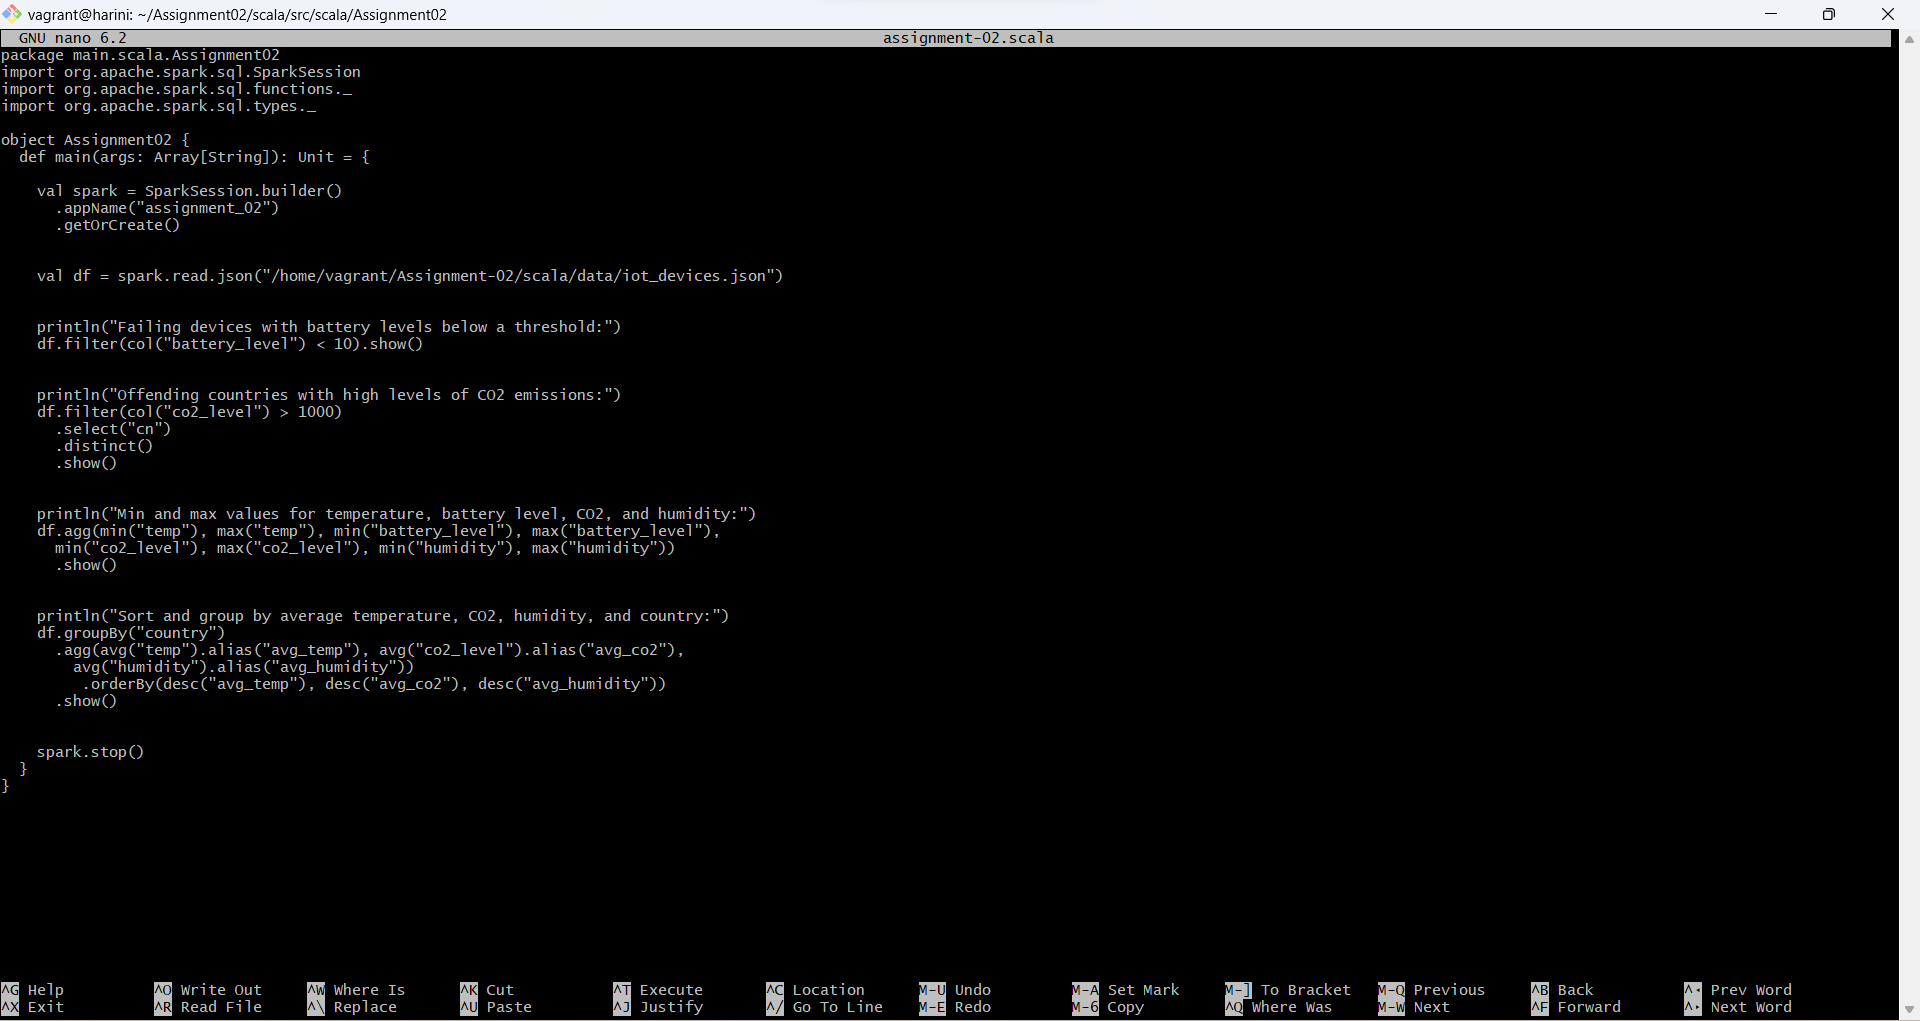 vagrant@harini: ~/Assignment02/scala/src/scala/Assignment02
GNU nano 6.2 assignment-02.scala
package main.scala.Assignment02
import org.apache.spark.sql.SparkSession
import org.apache.spark.sql.functions._
import org.apache.spark.sql.types._

object Assignment02 {
  def main(args: Array[String]): Unit = {

    val spark = SparkSession.builder()
      .appName("assignment_02")
      .getOrCreate()


    val df = spark.read.json("/home/vagrant/Assignment-02/scala/data/iot_devices.json")


    println("Failing devices with battery levels below a threshold:")
    df.filter(col("battery_level") < 10).show()


    println("Offending countries with high levels of CO2 emissions:")
    df.filter(col("co2_level") > 1000)
      .select("cn")
      .distinct()
      .show()


    println("Min and max values for temperature, battery level, CO2, and humidity:")
    df.agg(min("temp"), max("temp"), min("battery_level"), max("battery_level"),
      min("co2_level"), max("co2_level"), min("humidity"), max("humidity"))
      .show()


    println("Sort and group by average temperature, CO2, humidity, and country:")
    df.groupBy("country")
      .agg(avg("temp").alias("avg_temp"), avg("co2_level").alias("avg_co2"),
        avg("humidity").alias("avg_humidity"))
         .orderBy(desc("avg_temp"), desc("avg_co2"), desc("avg_humidity"))
      .show()


    spark.stop()
  }
}
^G Help ^O Write Out ^W Where Is ^K Cut ^T Execute ^C Location M-U Undo M-A Set Mark M-] To Bracket M-Q Previous ^B Back ^◂ Prev Word
^X Exit ^R Read File ^\ Replace ^U Paste ^J Justify ^/ Go To Line M-E Redo M-6 Copy ^Q Where Was M-W Next ^F Forward ^▸ Next Word